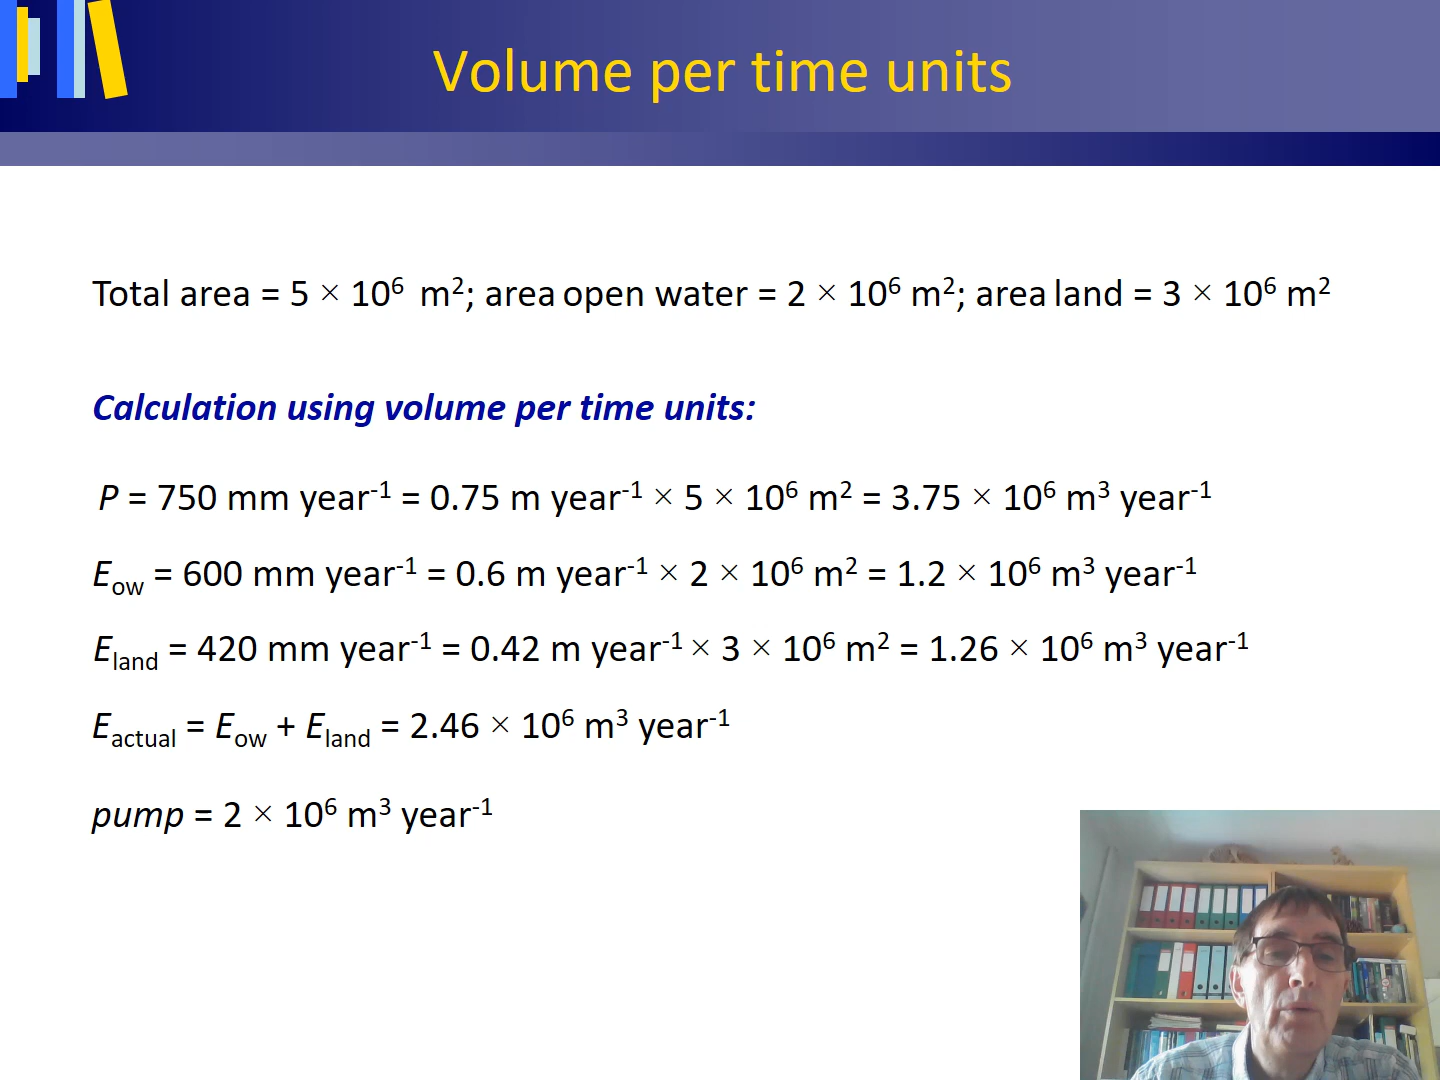 Volume per time units
Total area = 5 × 10⁶ m²; area open water = 2 × 10⁶ m²; area land = 3 × 10⁶ m²
Calculation using volume per time units:
P = 750 mm year⁻¹ = 0.75 m year⁻¹ × 5 × 10⁶ m² = 3.75 × 10⁶ m³ year⁻¹
E_ow = 600 mm year⁻¹ = 0.6 m year⁻¹ × 2 × 10⁶ m² = 1.2 × 10⁶ m³ year⁻¹
E_land = 420 mm year⁻¹ = 0.42 m year⁻¹ × 3 × 10⁶ m² = 1.26 × 10⁶ m³ year⁻¹
E_actual = E_ow + E_land = 2.46 × 10⁶ m³ year⁻¹
pump = 2 × 10⁶ m³ year⁻¹